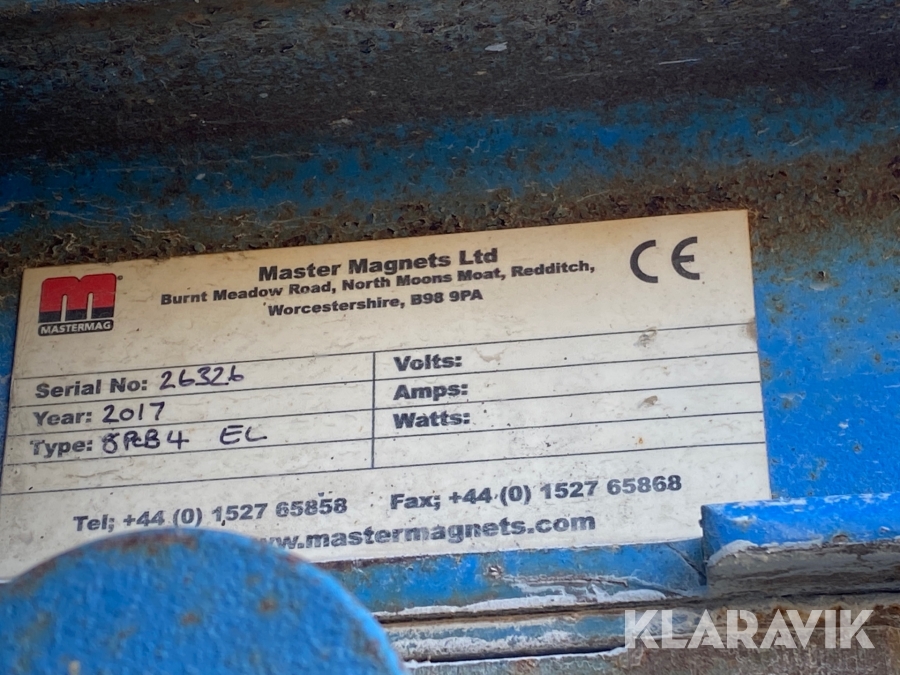 MASTERMAG
Master Magnets Ltd
Burnt Meadow Road, North Moons Moat, Redditch,
Worcestershire, B98 9PA
CE
Serial No: 26326
Year: 2017
Type: 5PCB4 EL
Volts:
Amps:
Watts:
Tel; +44 (0) 1527 65858 Fax; +44 (0) 1527 65868
www.mastermagnets.com
KLARAVIK